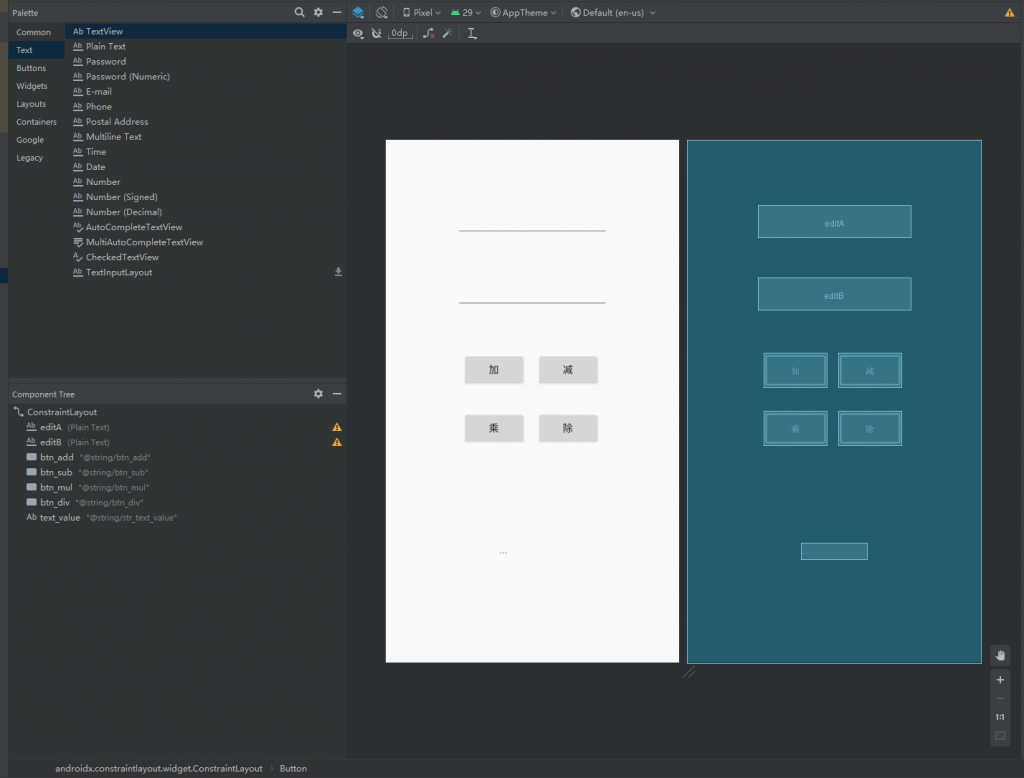 Palette
Pixel 29 AppTheme Default (en-us)
0dp
Common
Text
Buttons
Widgets
Layouts
Containers
Google
Legacy
Ab TextView
Ab Plain Text
Ab Password
Ab Password (Numeric)
Ab E-mail
Ab Phone
Ab Postal Address
Ab Multiline Text
Ab Time
Ab Date
Ab Number
Ab Number (Signed)
Ab Number (Decimal)
AutoCompleteTextView
MultiAutoCompleteTextView
CheckedTextView
Ab TextInputLayout
Component Tree
ConstraintLayout
Ab editA (Plain Text)
Ab editB (Plain Text)
btn_add "@string/btn_add"
btn_sub "@string/btn_sub"
btn_mul "@string/btn_mul"
btn_div "@string/btn_div"
Ab text_value "@string/str_text_value"
加 减
乘 除
...
editA
editB
加 减
乘 除
...
1:1
androidx.constraintlayout.widget.ConstraintLayout › Button